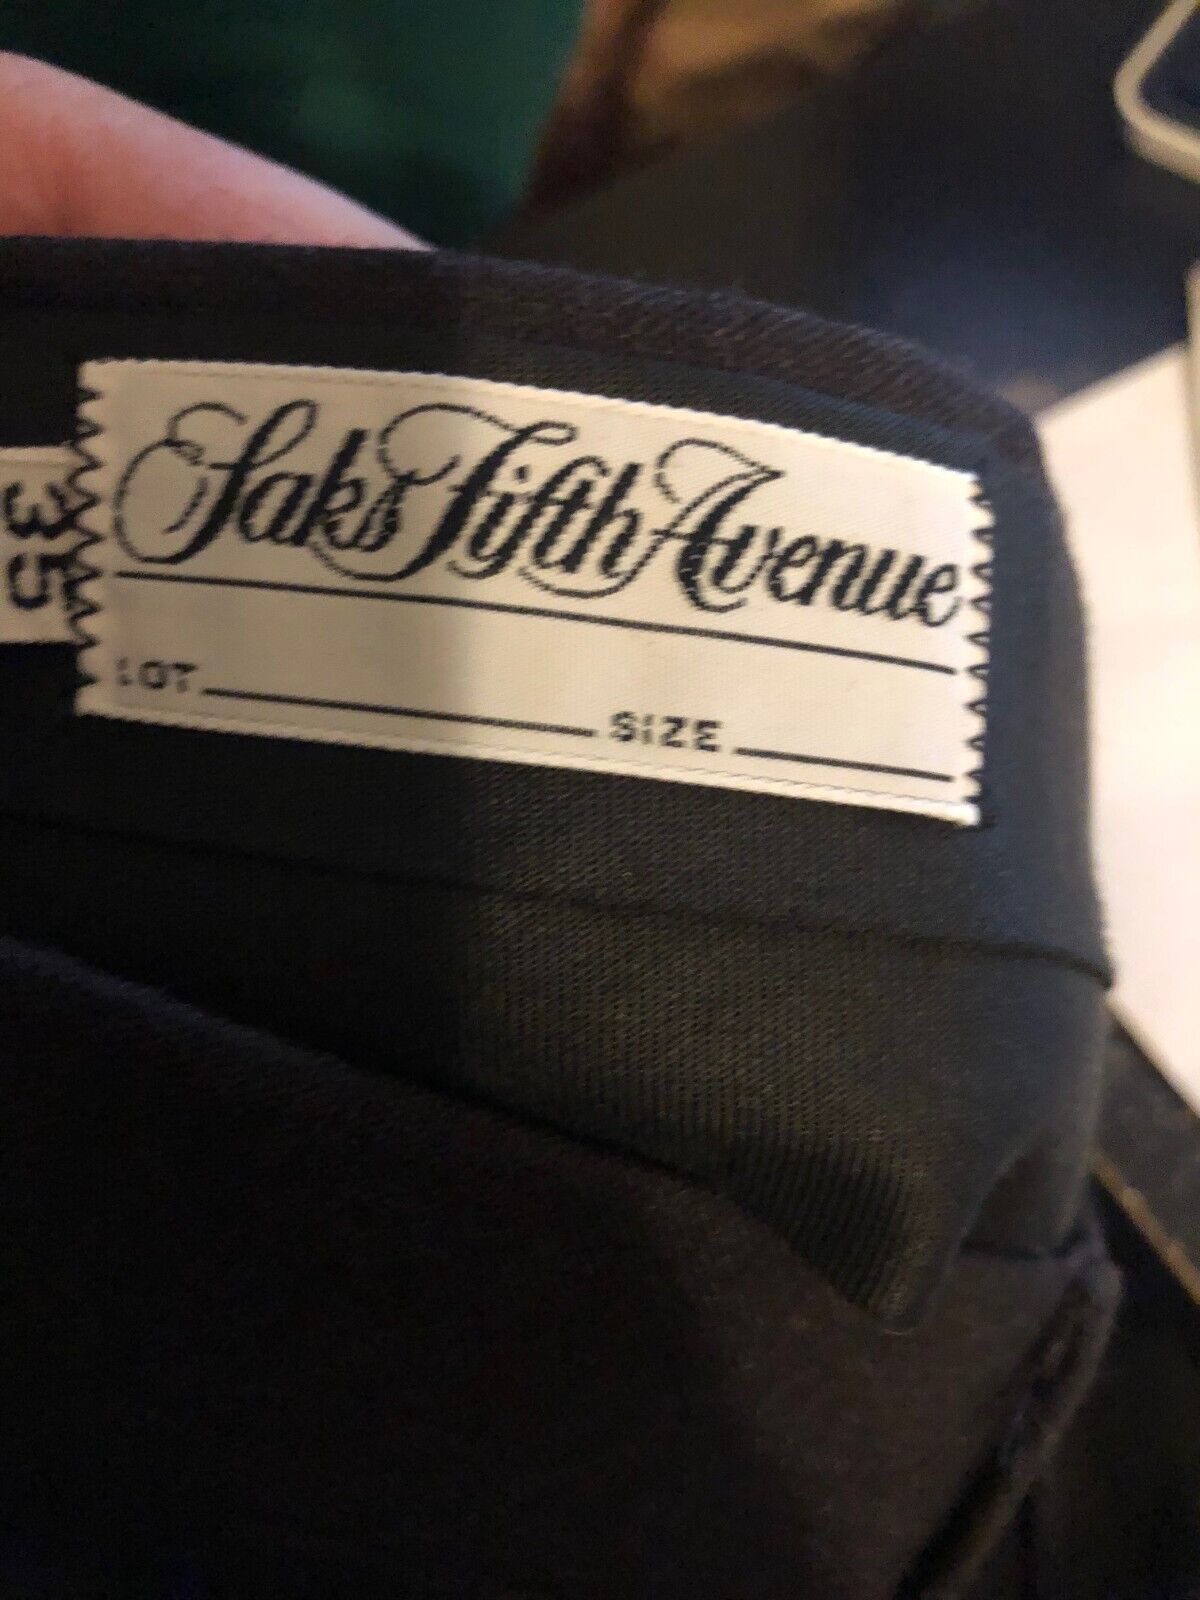 Saks Fifth Avenue
LOT SIZE
35